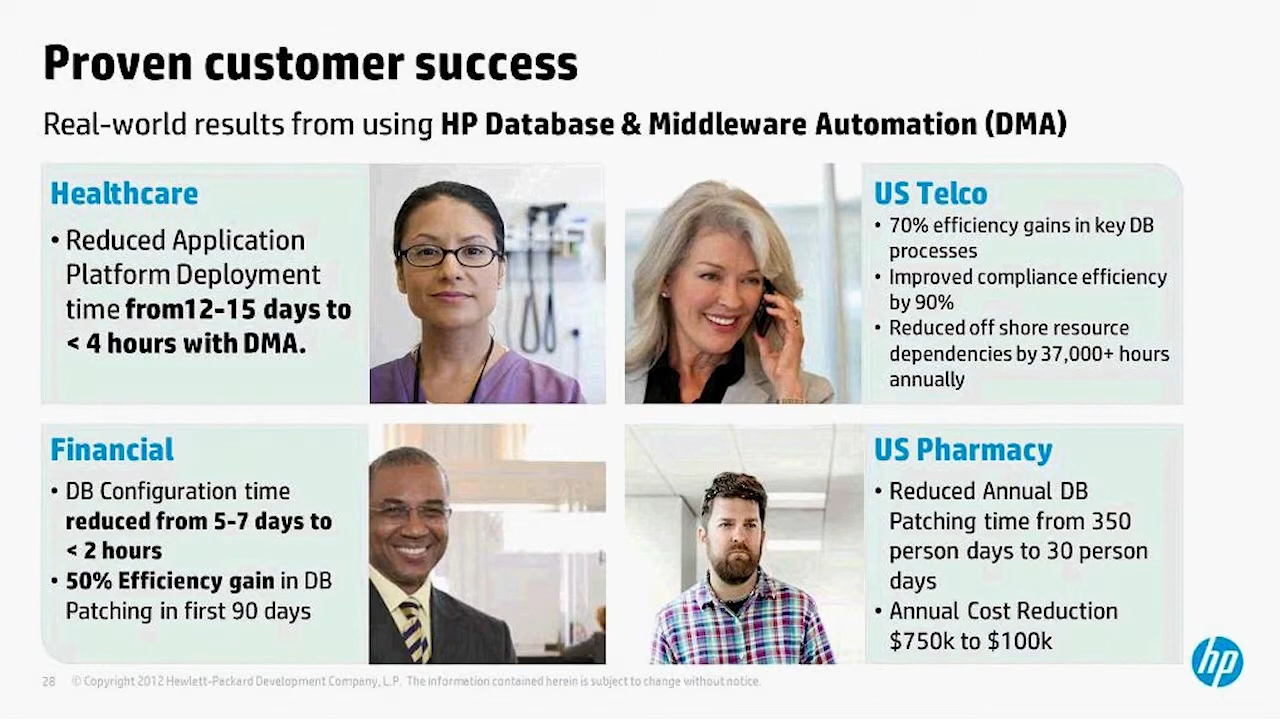 Proven customer success
Real-world results from using HP Database & Middleware Automation (DMA)
Healthcare
• Reduced Application
Platform Deployment
time from12-15 days to
< 4 hours with DMA.
US Telco
• 70% efficiency gains in key DB
processes
• Improved compliance efficiency
by 90%
• Reduced off shore resource
dependencies by 37,000+ hours
annually
Financial
• DB Configuration time
reduced from 5-7 days to
< 2 hours
• 50% Efficiency gain in DB
Patching in first 90 days
US Pharmacy
• Reduced Annual DB
Patching time from 350
person days to 30 person
days
• Annual Cost Reduction
$750k to $100k
28 © Copyright 2012 Hewlett-Packard Development Company, L.P. The information contained herein is subject to change without notice.
hp